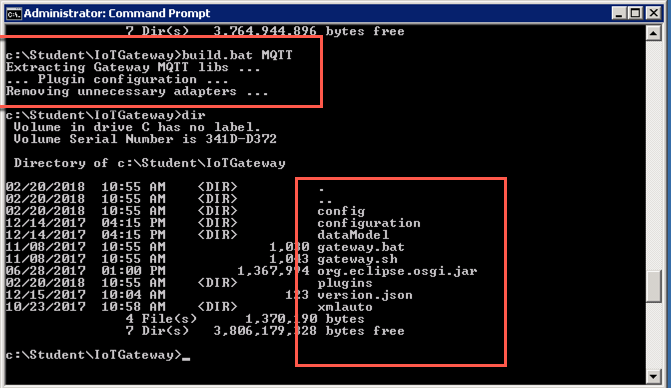 Administrator: Command Prompt
7 Dir(s) 3,764,944,896 bytes free
c:\Student\IoTGateway>build.bat MQTT
Extracting Gateway MQTT libs ...
... Plugin configuration ...
Removing unnecessary adapters ...
c:\Student\IoTGateway>dir
Volume in drive C has no label.
Volume Serial Number is 341D-D372
Directory of c:\Student\IoTGateway
02/20/2018 10:55 AM <DIR> .
02/20/2018 10:55 AM <DIR> ..
02/20/2018 10:55 AM <DIR> config
12/14/2017 04:15 PM <DIR> configuration
12/14/2017 04:15 PM <DIR> dataModel
11/08/2017 10:55 AM 1,030 gateway.bat
11/08/2017 10:55 AM 1,043 gateway.sh
06/28/2017 01:00 PM 1,367,994 org.eclipse.osgi.jar
02/20/2018 10:55 AM <DIR> plugins
12/15/2017 10:04 AM 123 version.json
10/23/2017 10:58 AM <DIR> xmlauto
4 File(s) 1,370,190 bytes
7 Dir(s) 3,806,179,328 bytes free
c:\Student\IoTGateway>_